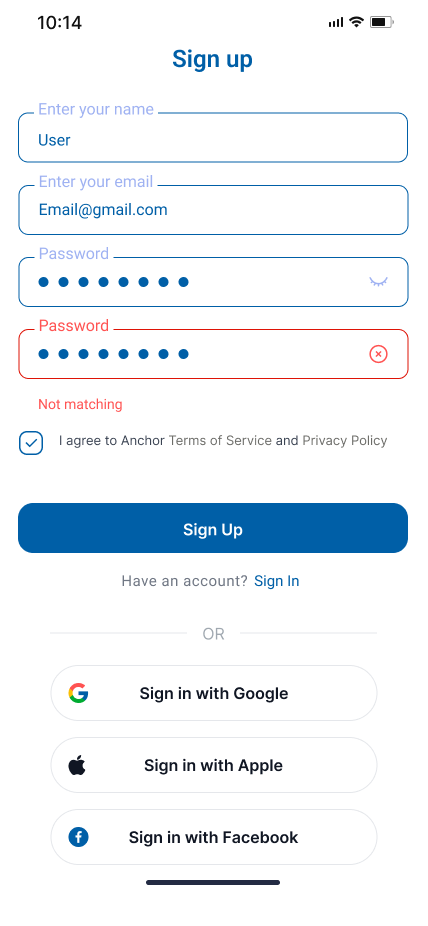 10:14
Sign up
Enter your name
User
Enter your email
Email@gmail.com
Password
Password
Not matching
I agree to Anchor Terms of Service and Privacy Policy
Sign Up
Have an account? Sign In
OR
Sign in with Google
Sign in with Apple
Sign in with Facebook